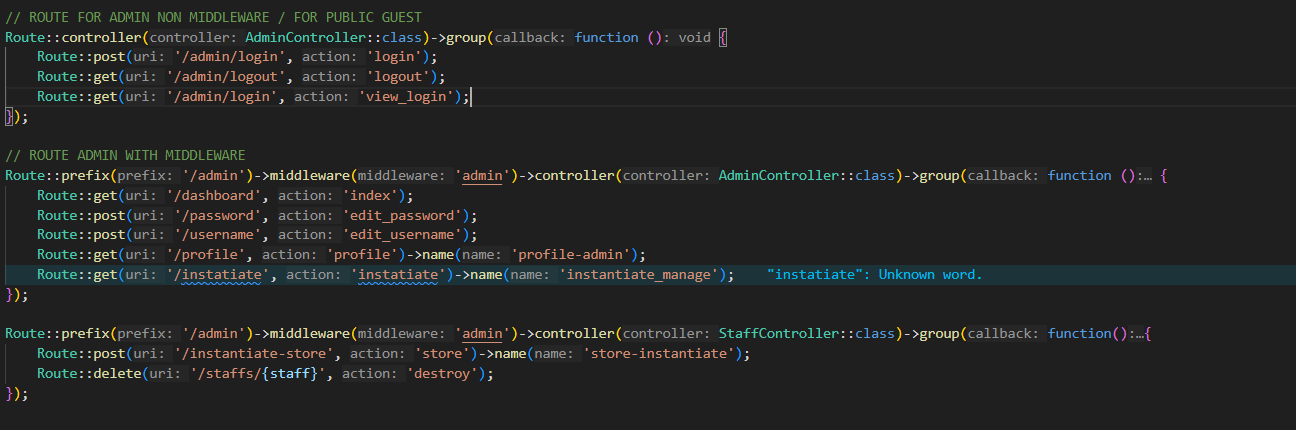 // ROUTE FOR ADMIN NON MIDDLEWARE / FOR PUBLIC GUEST
Route::controller(controller: AdminController::class)->group(callback: function (): void {
    Route::post(uri: '/admin/login', action: 'login');
    Route::get(uri: '/admin/logout', action: 'logout');
    Route::get(uri: '/admin/login', action: 'view_login');
});
// ROUTE ADMIN WITH MIDDLEWARE
Route::prefix(prefix: '/admin')->middleware(middleware: 'admin')->controller(controller: AdminController::class)->group(callback: function ():… {
    Route::get(uri: '/dashboard', action: 'index');
    Route::post(uri: '/password', action: 'edit_password');
    Route::post(uri: '/username', action: 'edit_username');
    Route::get(uri: '/profile', action: 'profile')->name(name: 'profile-admin');
    Route::get(uri: '/instatiate', action: 'instatiate')->name(name: 'instantiate_manage');    "instatiate": Unknown word.
});
Route::prefix(prefix: '/admin')->middleware(middleware: 'admin')->controller(controller: StaffController::class)->group(callback: function():…{
    Route::post(uri: '/instantiate-store', action: 'store')->name(name: 'store-instantiate');
    Route::delete(uri: '/staffs/{staff}', action: 'destroy');
});